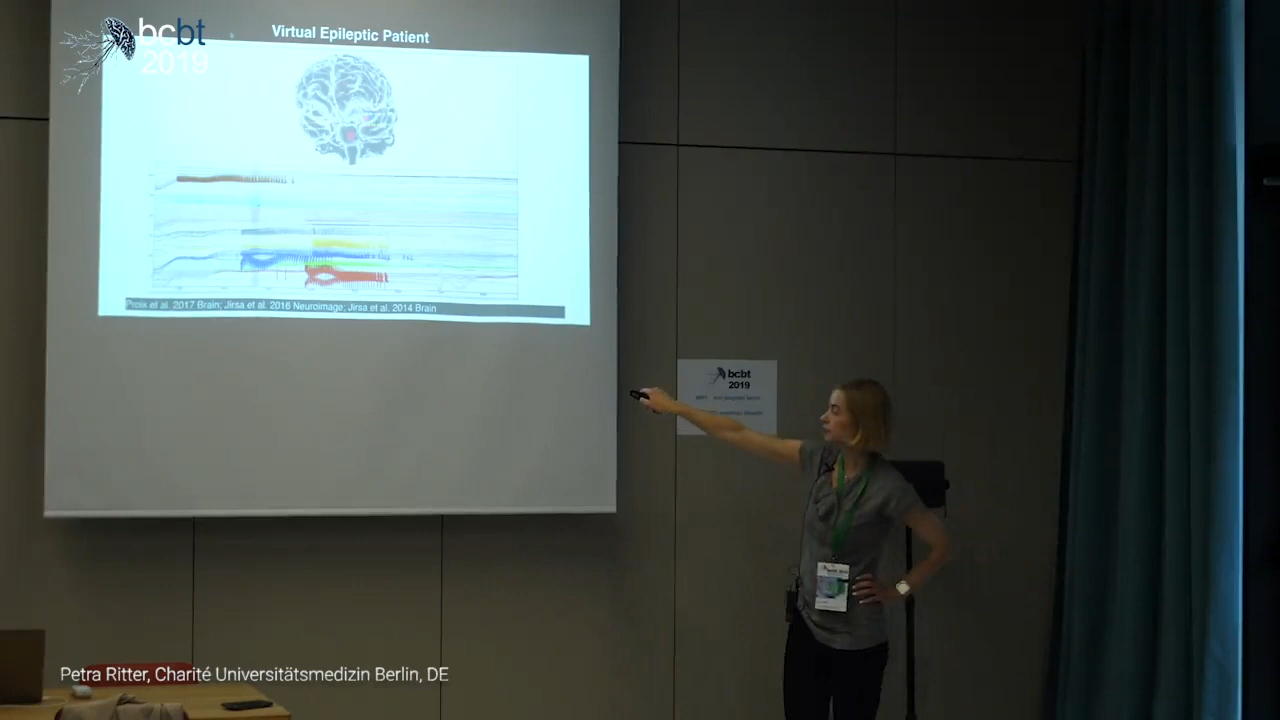 bcbt
2019
Virtual Epileptic Patient
Proix et al. 2017 Brain; Jirsa et al. 2016 Neuroimage; Jirsa et al. 2014 Brain
bcbt
2019
Petra Ritter, Charité Universitätsmedizin Berlin, DE